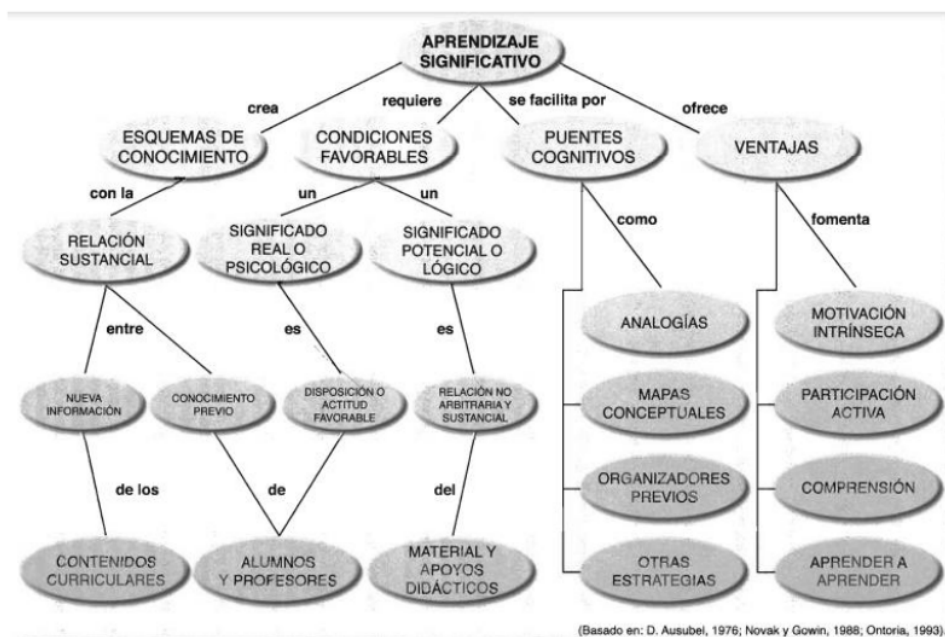 APRENDIZAJE
SIGNIFICATIVO
crea
requiere
se facilita por
ofrece
ESQUEMAS DE
CONOCIMIENTO
CONDICIONES
FAVORABLES
PUENTES
COGNITIVOS
VENTAJAS
con la
un
un
como
fomenta
RELACIÓN
SUSTANCIAL
SIGNIFICADO
REAL O
PSICOLÓGICO
SIGNIFICADO
POTENCIAL O
LÓGICO
ANALOGÍAS
MOTIVACIÓN
INTRÍNSECA
entre
es
es
NUEVA
INFORMACIÓN
CONOCIMIENTO
PREVIO
DISPOSICIÓN O
ACTITUD
FAVORABLE
RELACIÓN NO
ARBITRARIA Y
SUSTANCIAL
MAPAS
CONCEPTUALES
PARTICIPACIÓN
ACTIVA
de los
de
del
ORGANIZADORES
PREVIOS
COMPRENSIÓN
CONTENIDOS
CURRICULARES
ALUMNOS
Y PROFESORES
MATERIAL Y
APOYOS
DIDÁCTICOS
OTRAS
ESTRATEGIAS
APRENDER A
APRENDER
(Basado en: D. Ausubel, 1976; Novak y Gowin, 1988; Ontoria, 1993).